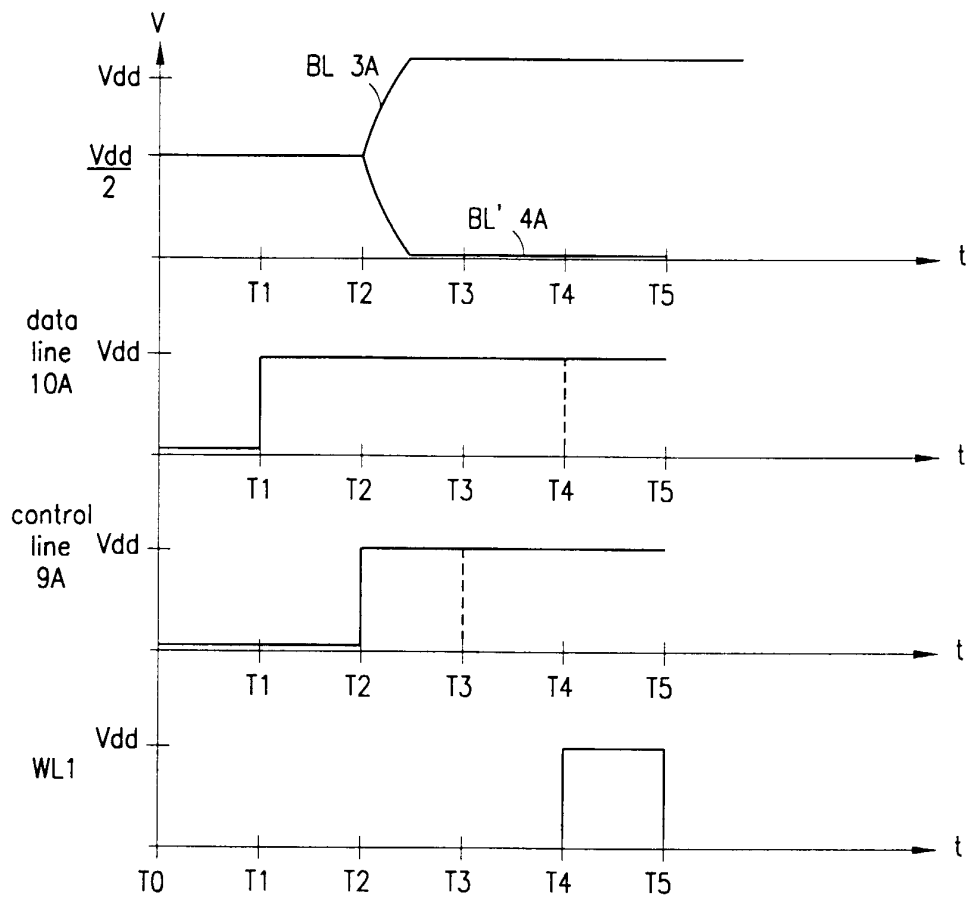 V
Vdd
BL 3A
Vdd
2
BL' 4A
t
T1 T2 T3 T4 T5
data
line
10A
Vdd
t
T1 T2 T3 T4 T5
control
line
9A
Vdd
t
T1 T2 T3 T4 T5
Vdd
WL1
t
T0 T1 T2 T3 T4 T5